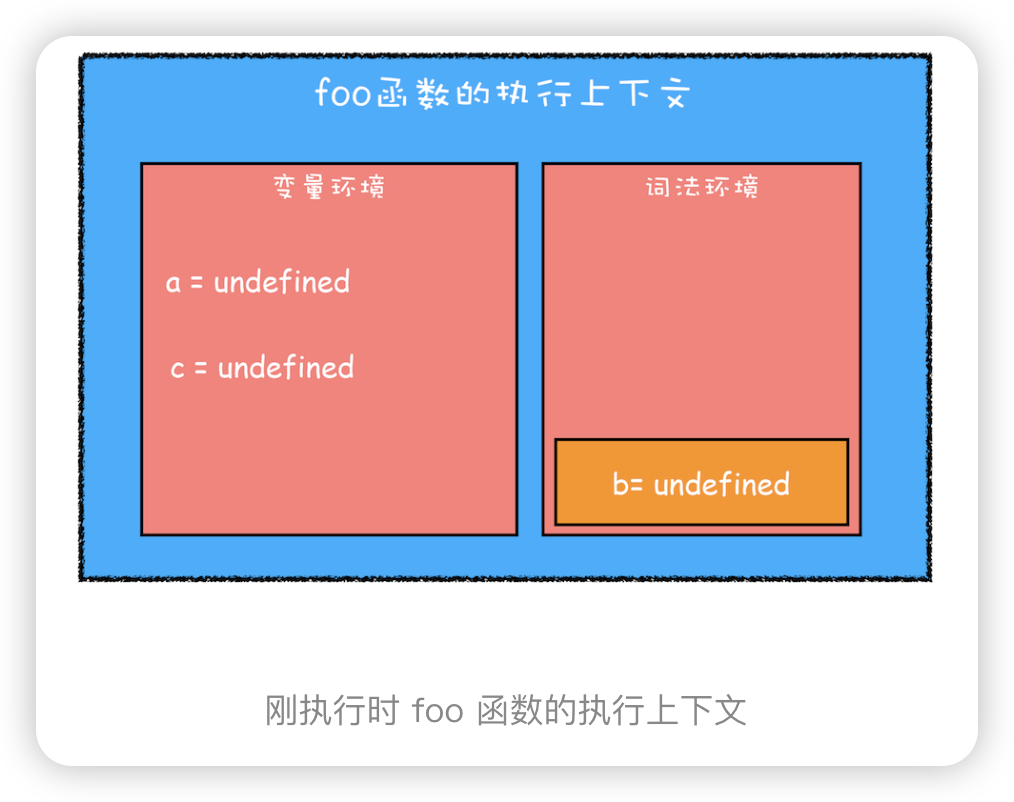 foo函数的执行上下文
变量环境
词法环境
a = undefined
c = undefined
b= undefined
刚执行时 foo 函数的执行上下文